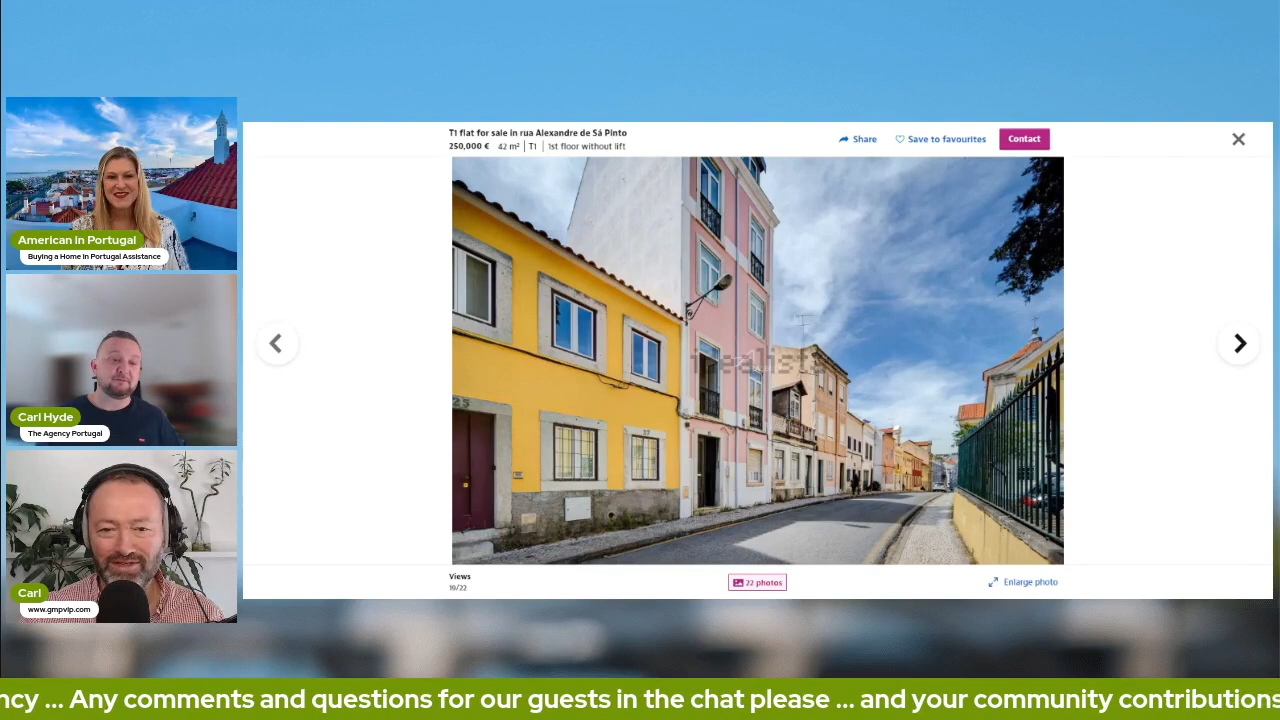 American in Portugal
Buying a Home in Portugal Assistance
Carl Hyde
The Agency Portugal
Carl
www.gmpvip.com
T1 flat for sale in rua Alexandre de Sá Pinto
250,000 € 42 m² | T1 | 1st floor without lift
Share
Save to favourites
Contact
25
27
idealista
Views
19/22
22 photos
Enlarge photo
ncy ... Any comments and questions for our guests in the chat please ... and your community contributions